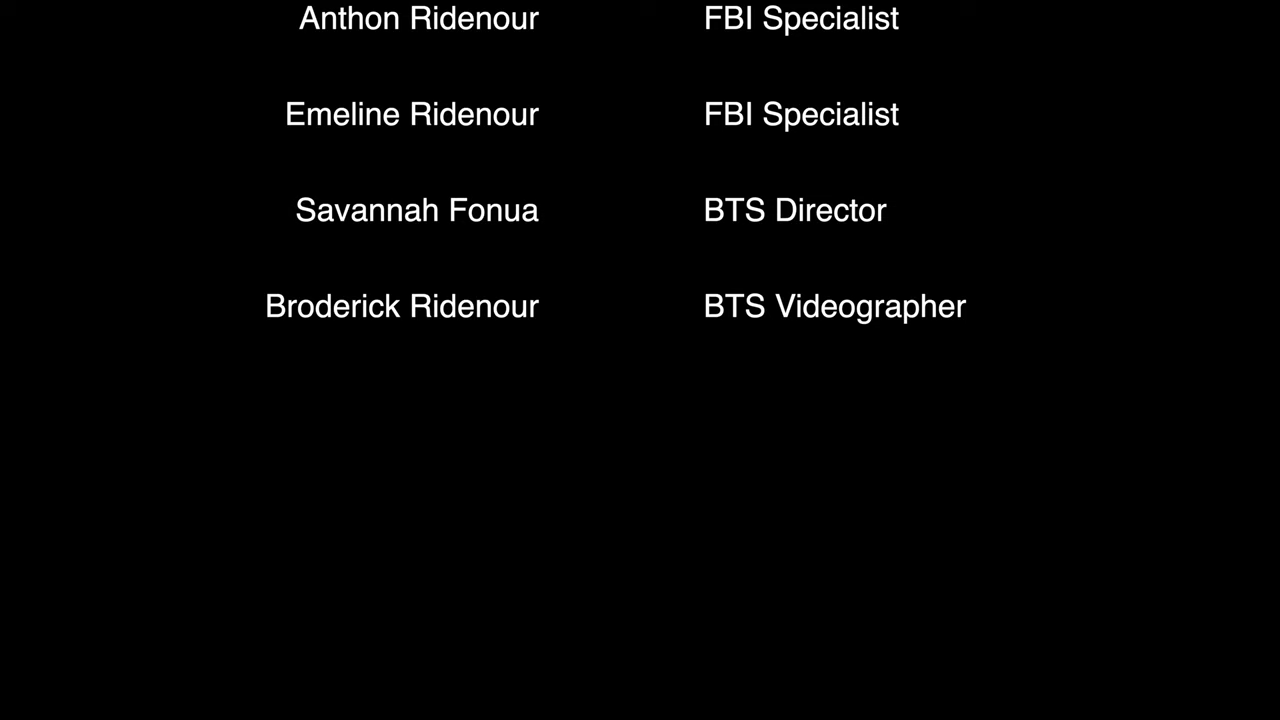 Anthon Ridenour FBI Specialist
Emeline Ridenour FBI Specialist
Savannah Fonua BTS Director
Broderick Ridenour BTS Videographer